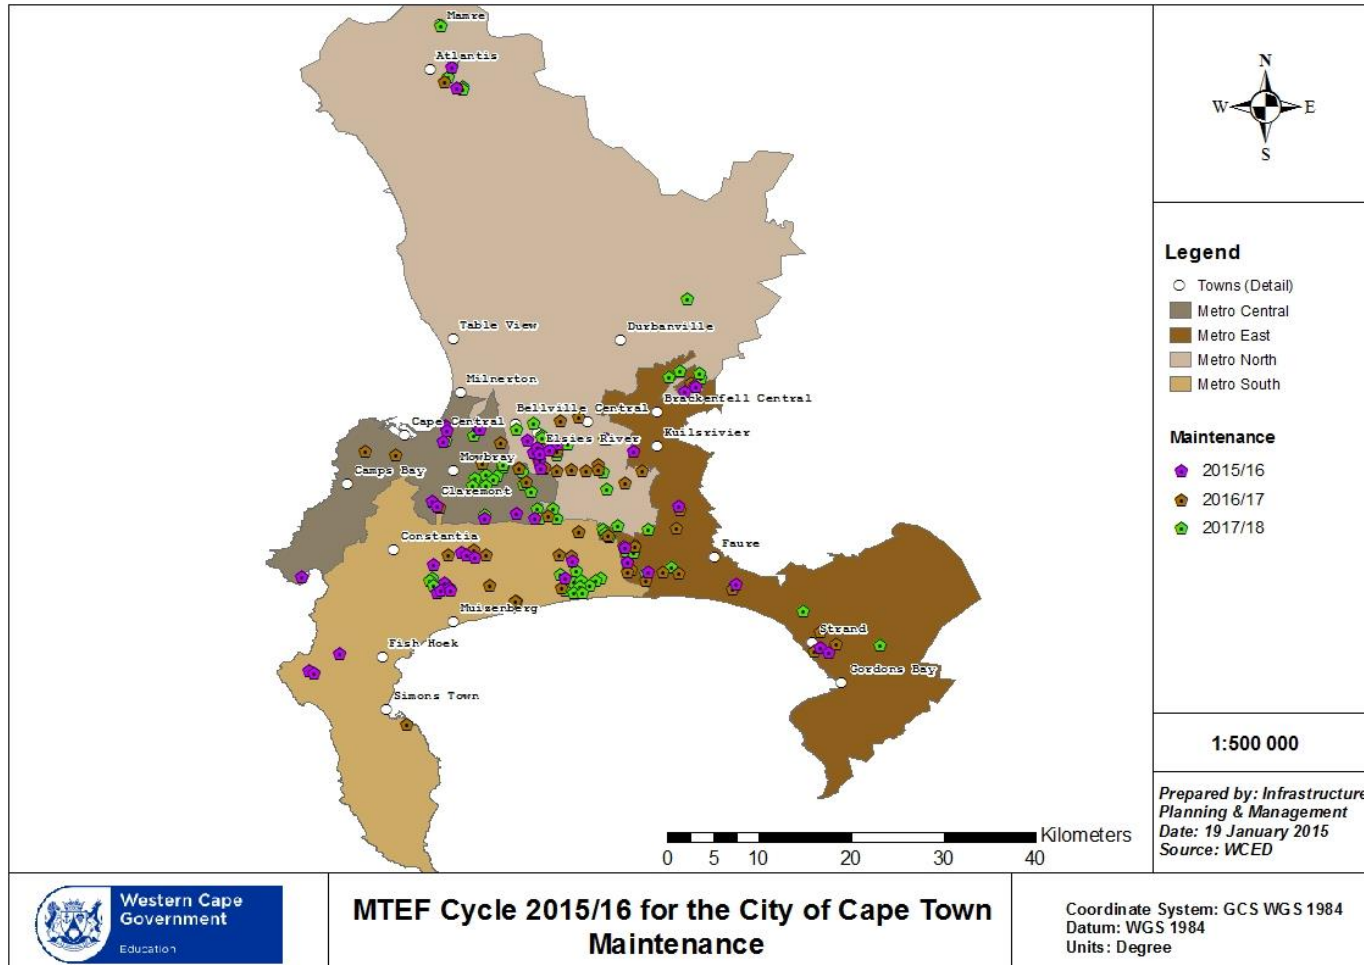 Mamre
Atlantis
Table View
Durbanville
Milnerton
Brackenfell Central
Bellville Central
Cape Central
Elsies River
Kuilsrivier
Mowbray
Camps Bay
Claremont
Constantia
Faure
Muizenberg
Strand
Fish Hoek
Gordons Bay
Simons Town
N
W E
S
Legend
Towns (Detail)
Metro Central
Metro East
Metro North
Metro South
Maintenance
2015/16
2016/17
2017/18
1:500 000
Kilometers
0 5 10 20 30 40
Prepared by: Infrastructure
Planning & Management
Date: 19 January 2015
Source: WCED
Western Cape
Government
Education
MTEF Cycle 2015/16 for the City of Cape Town
Maintenance
Coordinate System: GCS WGS 1984
Datum: WGS 1984
Units: Degree